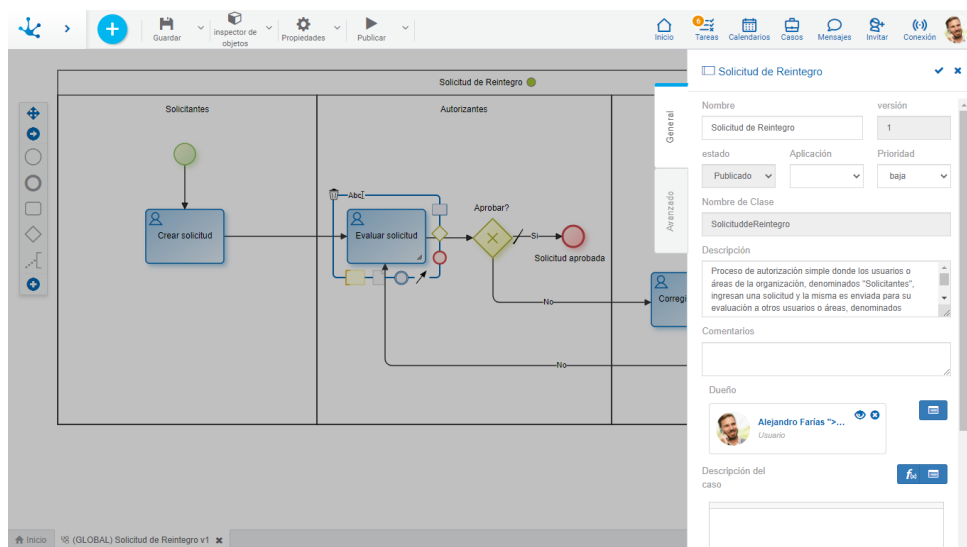 Guardar
inspector de
objetos
Propiedades
Publicar
Inicio
6
Tareas
Calendarios
Casos
Mensajes
Invitar
Conexión
Solicitud de Reintegro
Solicitantes
Autorizantes
Abc
Crear solicitud
Evaluar solicitud
Aprobar?
Si
Solicitud aprobada
No
Corregi
No
General
Avanzado
Solicitud de Reintegro
Nombre
versión
Solicitud de Reintegro
1
estado
Aplicación
Prioridad
Publicado
baja
Nombre de Clase
SolicituddeReintegro
Descripción
Proceso de autorización simple donde los usuarios o
áreas de la organización, denominados "Solicitantes",
ingresan una solicitud y la misma es enviada para su
evaluación a otros usuarios o áreas, denominados
Comentarios
Dueño
Alejandro Farías ">...
Usuario
Descripción del
caso
f(x)
Inicio
(GLOBAL) Solicitud de Reintegro v1